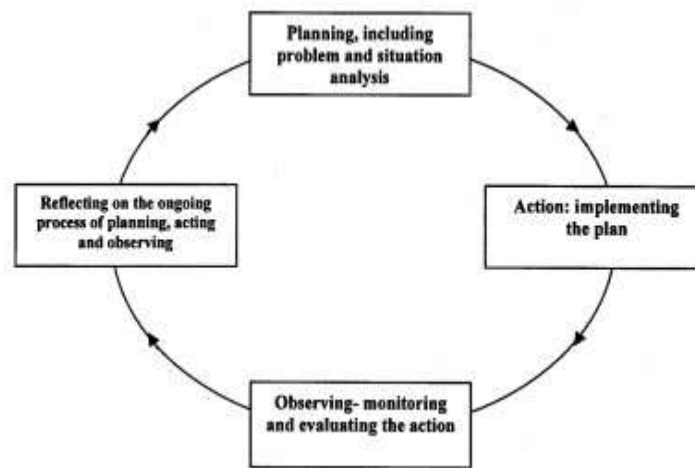 Planning, including
problem and situation
analysis
Reflecting on the ongoing
process of planning, acting
and observing
Action: implementing
the plan
Observing- monitoring
and evaluating the action